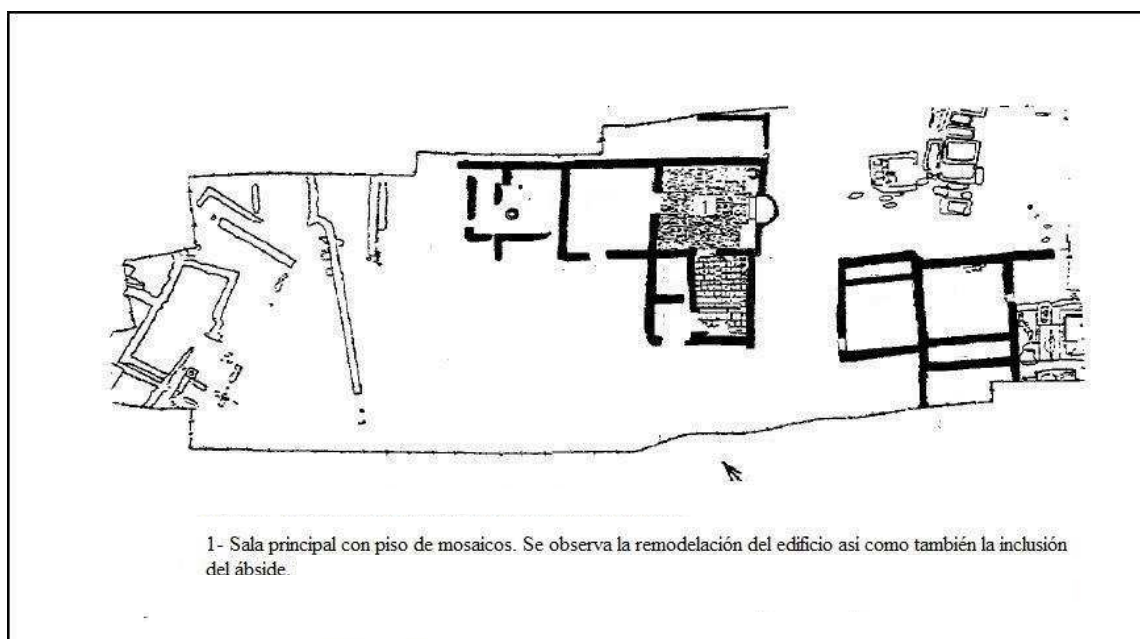 1
1- Sala principal con piso de mosaicos. Se observa la remodelación del edificio así como también la inclusión
del ábside.